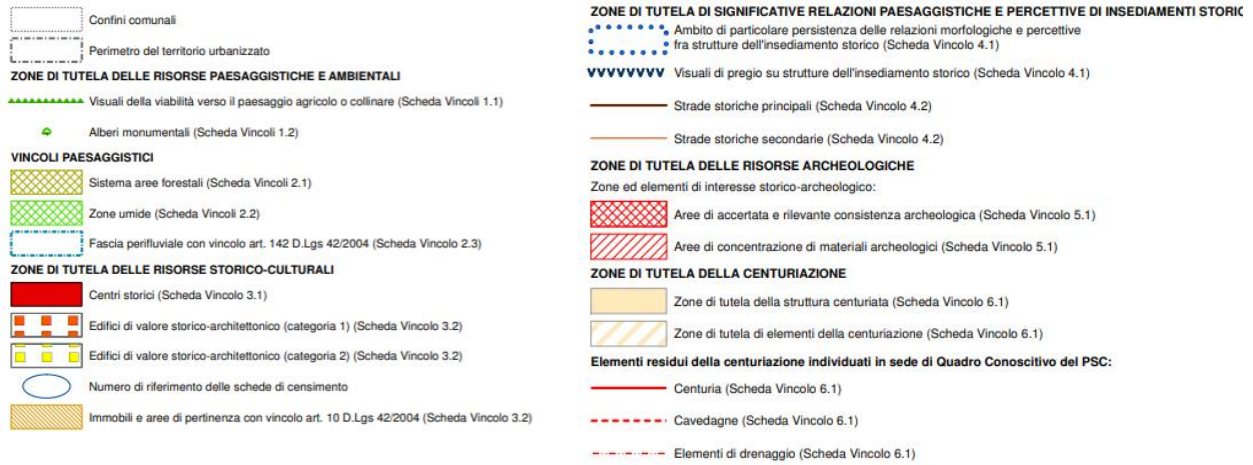 Confini comunali
Perimetro del territorio urbanizzato
ZONE DI TUTELA DELLE RISORSE PAESAGGISTICHE E AMBIENTALI
Visuali della viabilità verso il paesaggio agricolo o collinare (Scheda Vincoli 1.1)
Alberi monumentali (Scheda Vincoli 1.2)
VINCOLI PAESAGGISTICI
Sistema aree forestali (Scheda Vincoli 2.1)
Zone umide (Scheda Vincoli 2.2)
Fascia perifluviale con vincolo art. 142 D.Lgs 42/2004 (Scheda Vincolo 2.3)
ZONE DI TUTELA DELLE RISORSE STORICO-CULTURALI
Centri storici (Scheda Vincolo 3.1)
Edifici di valore storico-architettonico (categoria 1) (Scheda Vincolo 3.2)
Edifici di valore storico-architettonico (categoria 2) (Scheda Vincolo 3.2)
Numero di riferimento delle schede di censimento
Immobili e aree di pertinenza con vincolo art. 10 D.Lgs 42/2004 (Scheda Vincolo 3.2)
ZONE DI TUTELA DI SIGNIFICATIVE RELAZIONI PAESAGGISTICHE E PERCETTIVE DI INSEDIAMENTI STORIC
Ambito di particolare persistenza delle relazioni morfologiche e percettive
fra strutture dell'insediamento storico (Scheda Vincolo 4.1)
Visuali di pregio su strutture dell'insediamento storico (Scheda Vincolo 4.1)
Strade storiche principali (Scheda Vincolo 4.2)
Strade storiche secondarie (Scheda Vincolo 4.2)
ZONE DI TUTELA DELLE RISORSE ARCHEOLOGICHE
Zone ed elementi di interesse storico-archeologico:
Aree di accertata e rilevante consistenza archeologica (Scheda Vincolo 5.1)
Aree di concentrazione di materiali archeologici (Scheda Vincolo 5.1)
ZONE DI TUTELA DELLA CENTURIAZIONE
Zone di tutela della struttura centuriata (Scheda Vincolo 6.1)
Zone di tutela di elementi della centuriazione (Scheda Vincolo 6.1)
Elementi residui della centuriazione individuati in sede di Quadro Conoscitivo del PSC:
Centuria (Scheda Vincolo 6.1)
Cavedagne (Scheda Vincolo 6.1)
Elementi di drenaggio (Scheda Vincolo 6.1)